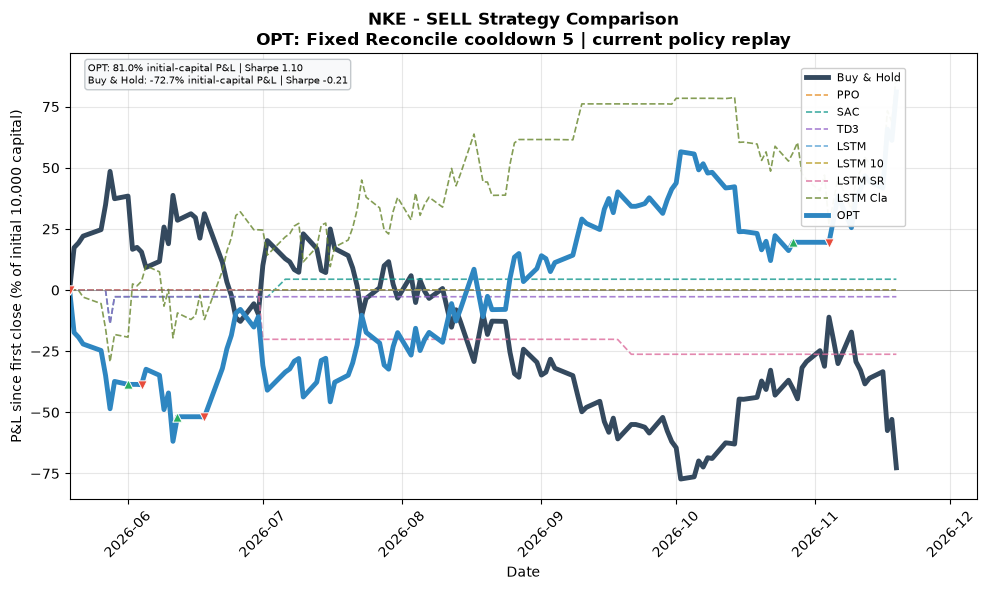 NKE - SELL Strategy Comparison
OPT: Fixed Reconcile cooldown 5 | current policy replay
OPT: 81.0% initial-capital P&L | Sharpe 1.10
Buy & Hold: -72.7% initial-capital P&L | Sharpe -0.21
Buy & Hold
PPO
SAC
TD3
LSTM
LSTM 10
LSTM SR
LSTM Cla
OPT
P&L since first close (% of initial 10,000 capital)
75
50
25
0
−25
−50
−75
2026-06
2026-07
2026-08
2026-09
2026-10
2026-11
2026-12
Date